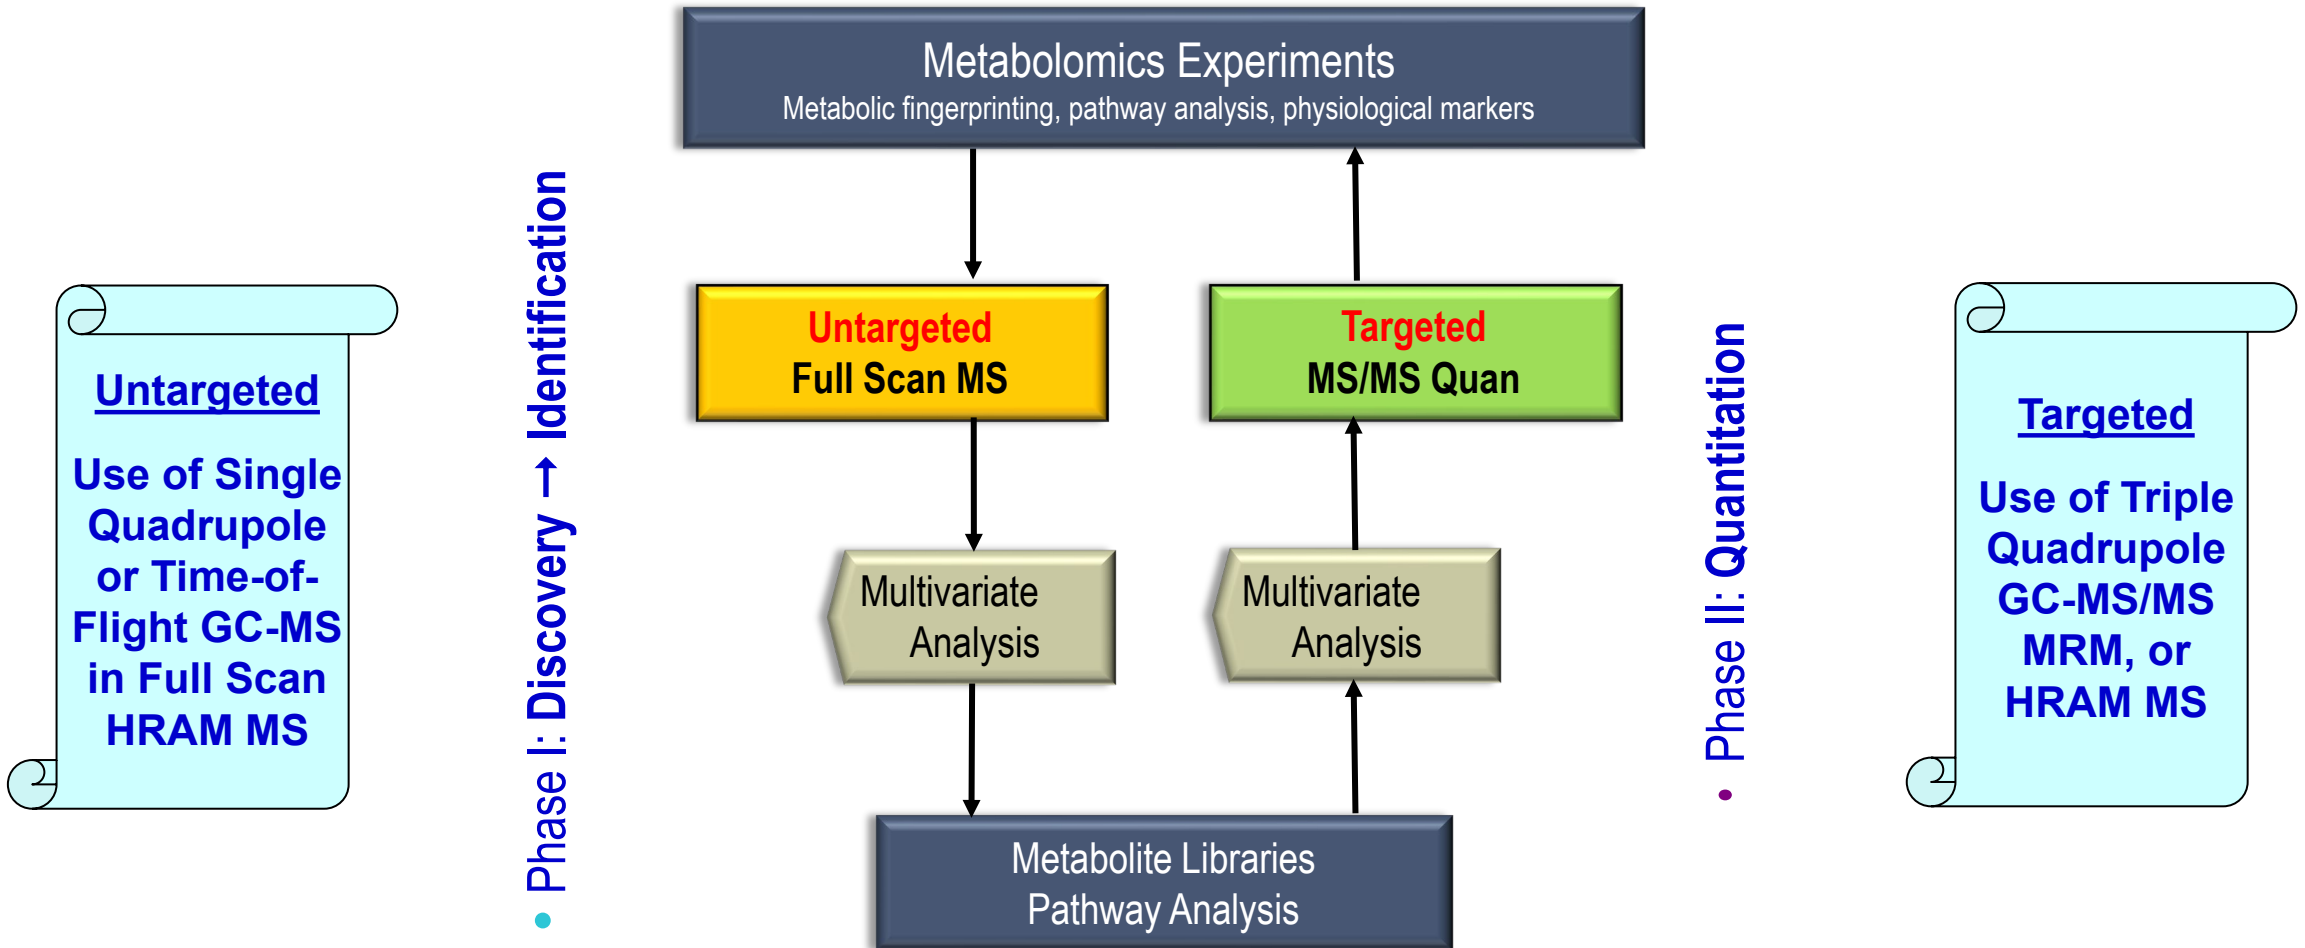 Metabolomics Experiments
Metabolic fingerprinting, pathway analysis, physiological markers
Untargeted
Use of Single
Quadrupole
or Time-of-
Flight GC-MS
in Full Scan
HRAM MS
• Phase I: Discovery → Identification
Untargeted
Full Scan MS
Targeted
MS/MS Quan
Multivariate
Analysis
Multivariate
Analysis
Metabolite Libraries
Pathway Analysis
• Phase II: Quantitation
Targeted
Use of Triple
Quadrupole
GC-MS/MS
MRM, or
HRAM MS